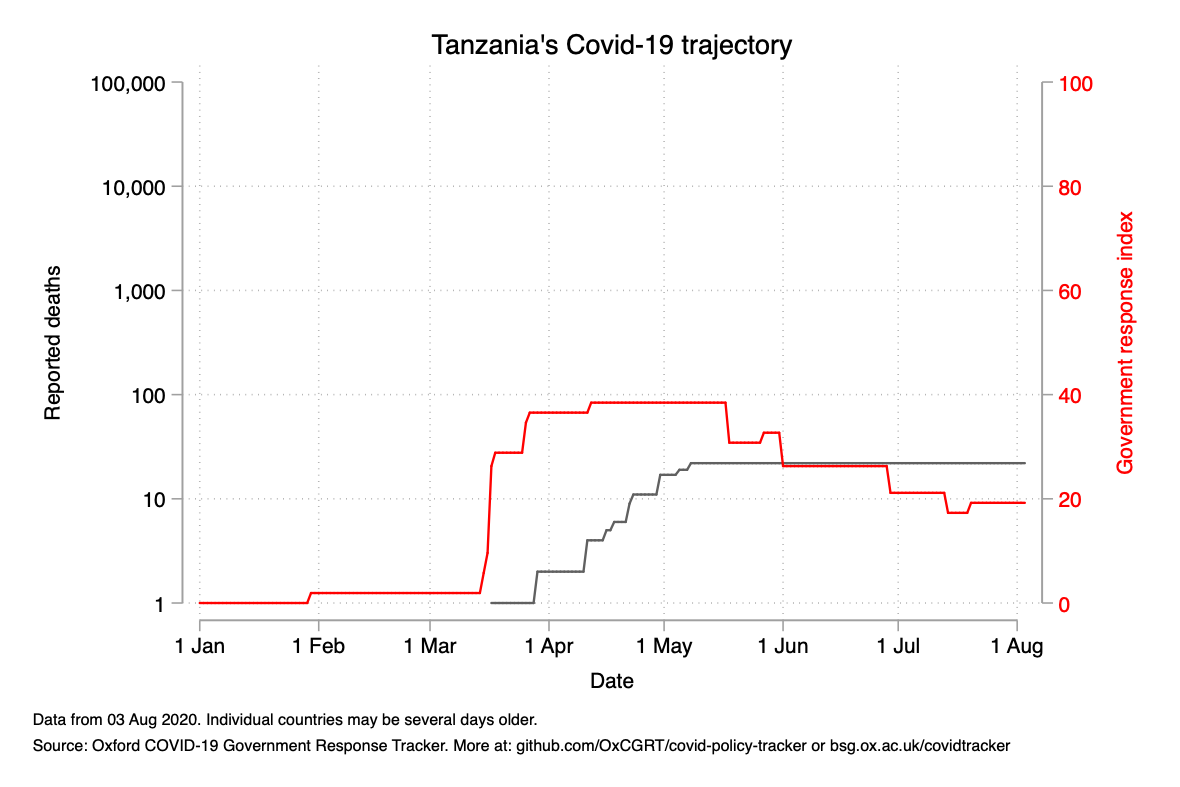 Tanzania's Covid-19 trajectory
100,000
10,000
1,000
100
10
1
Reported deaths
100
80
60
40
20
0
Government response index
1 Jan 1 Feb 1 Mar 1 Apr 1 May 1 Jun 1 Jul 1 Aug
Date
Data from 03 Aug 2020. Individual countries may be several days older.
Source: Oxford COVID-19 Government Response Tracker. More at: github.com/OxCGRT/covid-policy-tracker or bsg.ox.ac.uk/covidtracker